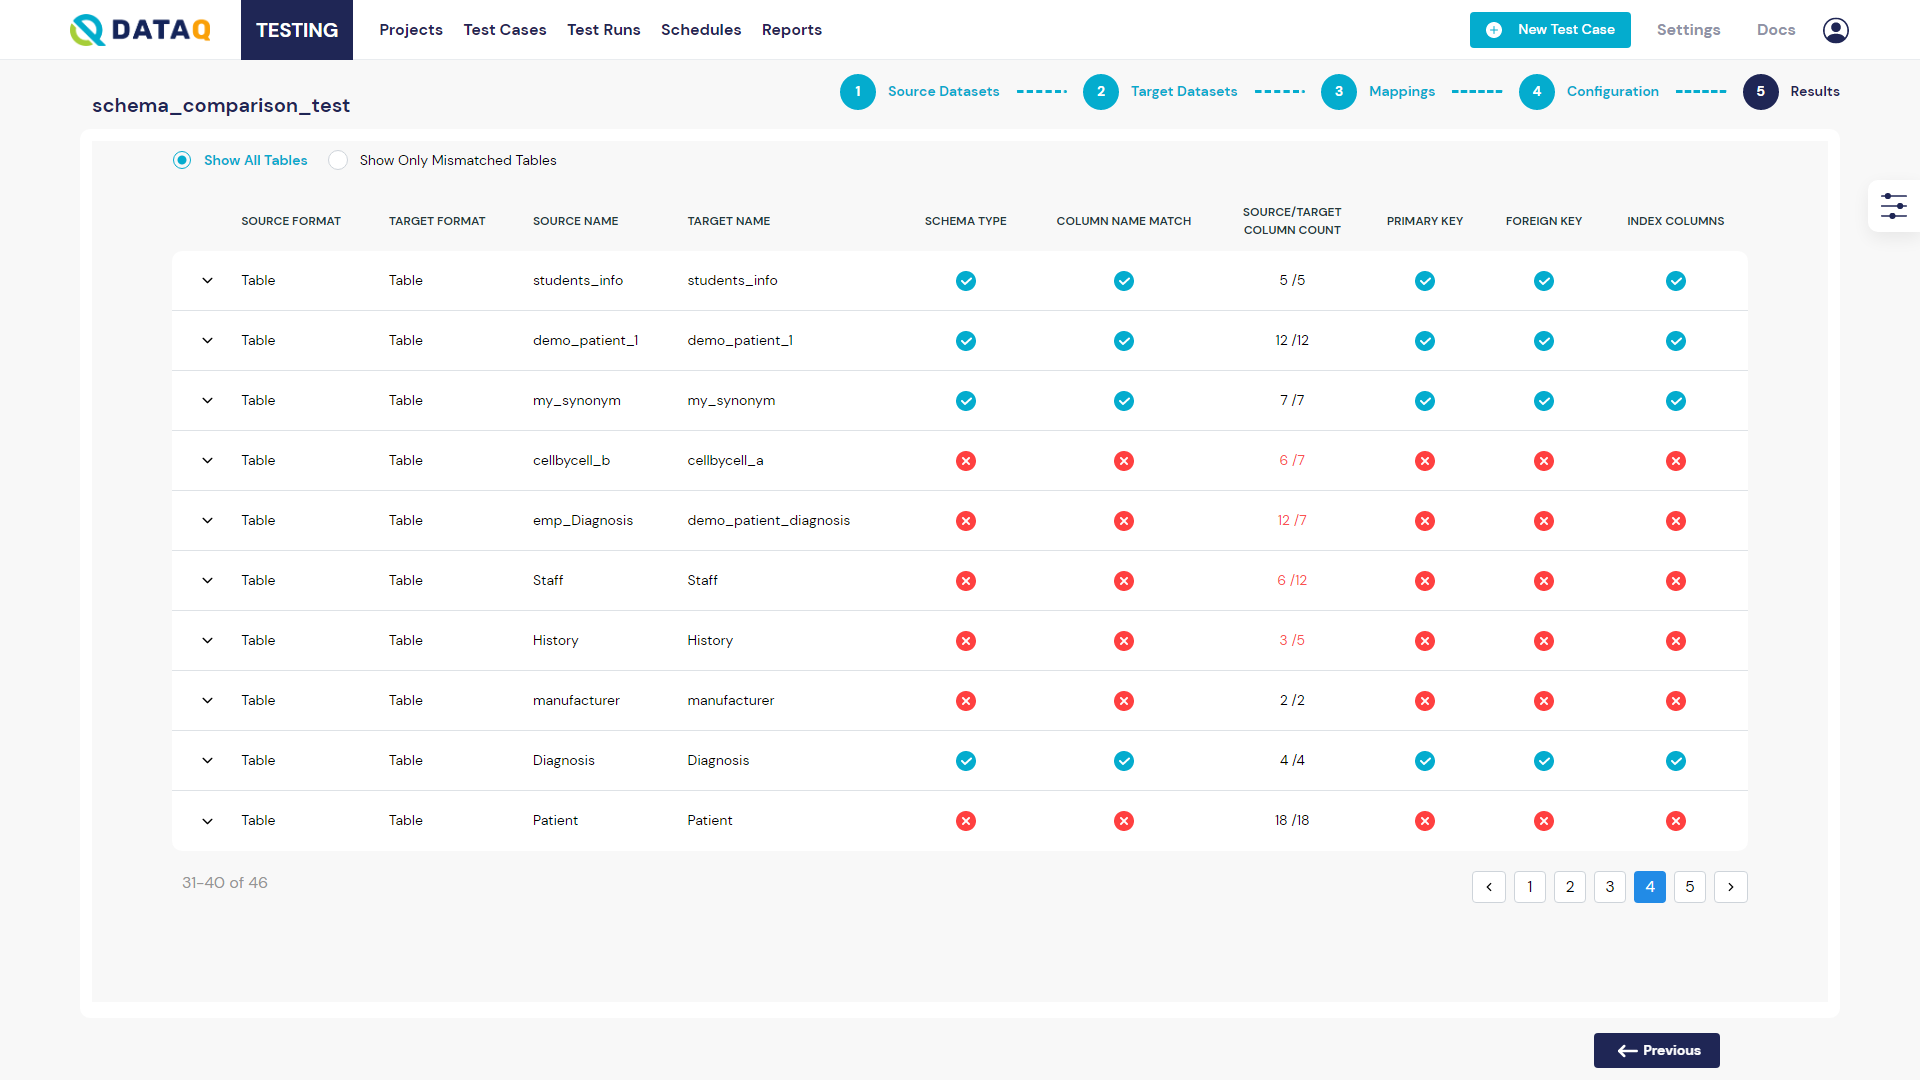 DATAQ TESTING Projects Test Cases Test Runs Schedules Reports New Test Case Settings Docs
schema_comparison_test
1 Source Datasets 2 Target Datasets 3 Mappings 4 Configuration 5 Results
Show All Tables Show Only Mismatched Tables
SOURCE FORMAT TARGET FORMAT SOURCE NAME TARGET NAME SCHEMA TYPE COLUMN NAME MATCH SOURCE/TARGET COLUMN COUNT PRIMARY KEY FOREIGN KEY INDEX COLUMNS
Table Table students_info students_info 5 /5
Table Table demo_patient_1 demo_patient_1 12 /12
Table Table my_synonym my_synonym 7 /7
Table Table cellbycell_b cellbycell_a 6 /7
Table Table emp_Diagnosis demo_patient_diagnosis 12 /7
Table Table Staff Staff 6 /12
Table Table History History 3 /5
Table Table manufacturer manufacturer 2 /2
Table Table Diagnosis Diagnosis 4 /4
Table Table Patient Patient 18 /18
31-40 of 46 1 2 3 4 5
Previous